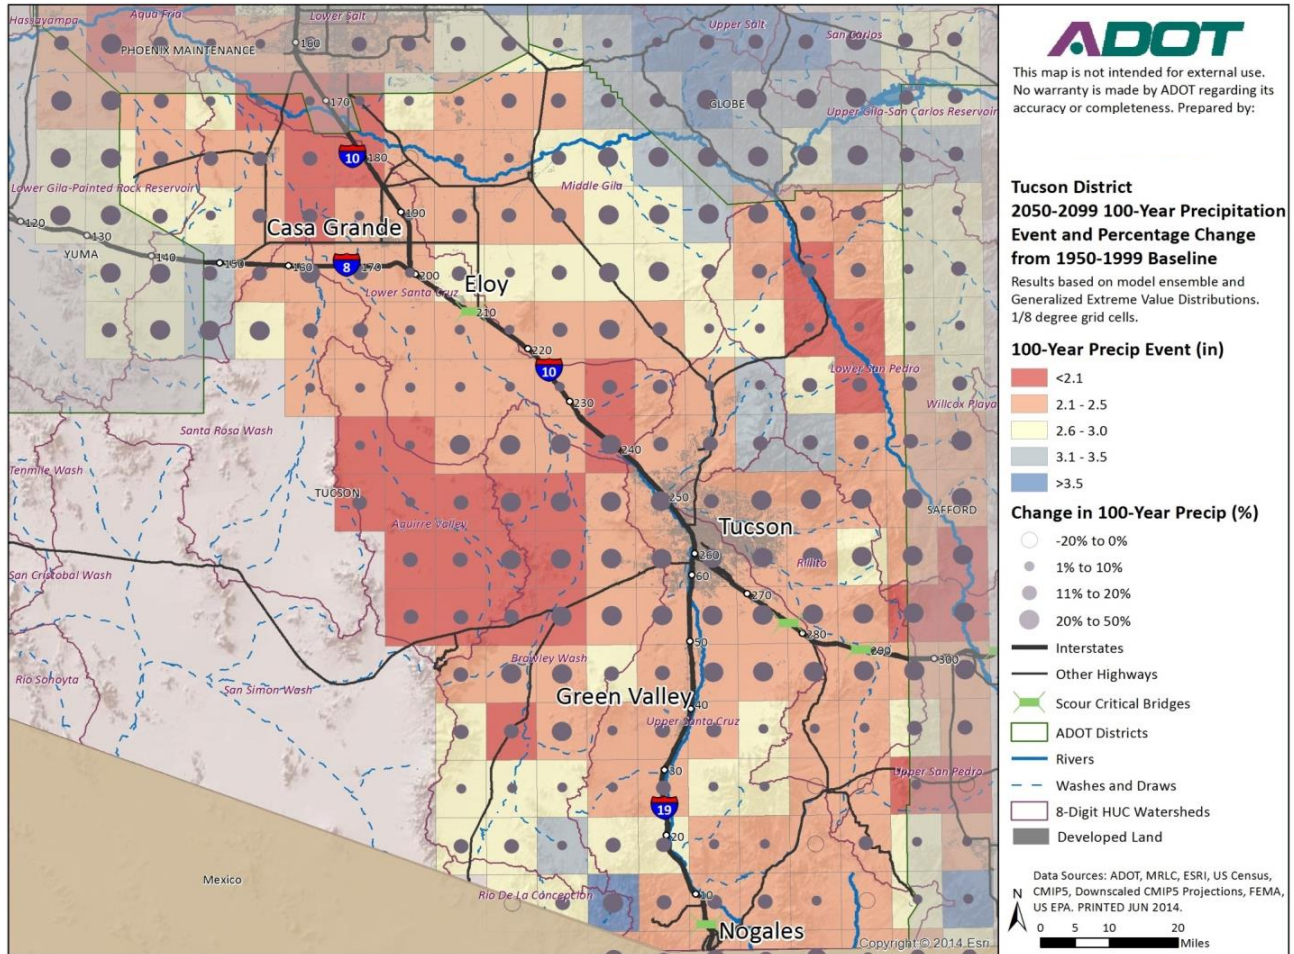 Hassayampa
Aqua Fria
Lower Salt
Upper Salt
San Carlos
PHOENIX MAINTENANCE
160
170
GLOBE
Upper Gila-San Carlos Reservoir
10
180
Lower Gila-Painted Rock Reservoir
Middle Gila
120
190
Casa Grande
130
YUMA
140
150
160
8
170
200
Lower Santa Cruz
Eloy
210
220
10
Lower San Pedro
230
Willcox Playa
Santa Rosa Wash
240
Tenmile Wash
TUCSON
250
SAFFORD
Aguirre Valley
Tucson
260
Rillito
San Cristobal Wash
60
270
280
50
290
300
Brawley Wash
Rio Sonoyta
San Simon Wash
Green Valley
40
Upper Santa Cruz
30
Upper San Pedro
19
20
Mexico
Rio De La Concepcion
10
Nogales
Copyright:© 2014 Esri
ADOT
This map is not intended for external use.
No warranty is made by ADOT regarding its
accuracy or completeness. Prepared by:
Tucson District
2050-2099 100-Year Precipitation
Event and Percentage Change
from 1950-1999 Baseline
Results based on model ensemble and
Generalized Extreme Value Distributions.
1/8 degree grid cells.
100-Year Precip Event (in)
<2.1
2.1 - 2.5
2.6 - 3.0
3.1 - 3.5
>3.5
Change in 100-Year Precip (%)
-20% to 0%
1% to 10%
11% to 20%
20% to 50%
Interstates
Other Highways
Scour Critical Bridges
ADOT Districts
Rivers
Washes and Draws
8-Digit HUC Watersheds
Developed Land
Data Sources: ADOT, MRLC, ESRI, US Census,
CMIP5, Downscaled CMIP5 Projections, FEMA,
US EPA. PRINTED JUN 2014.
N
0 5 10 20
Miles